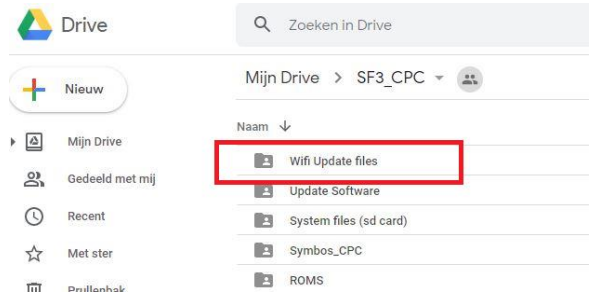 Drive
Zoeken in Drive
Nieuw
Mijn Drive > SF3_CPC
Naam ↓
Mijn Drive
Gedeeld met mij
Recent
Met ster
Prullenbak
Wifi Update files
Update Software
System files (sd card)
Symbos_CPC
ROMS